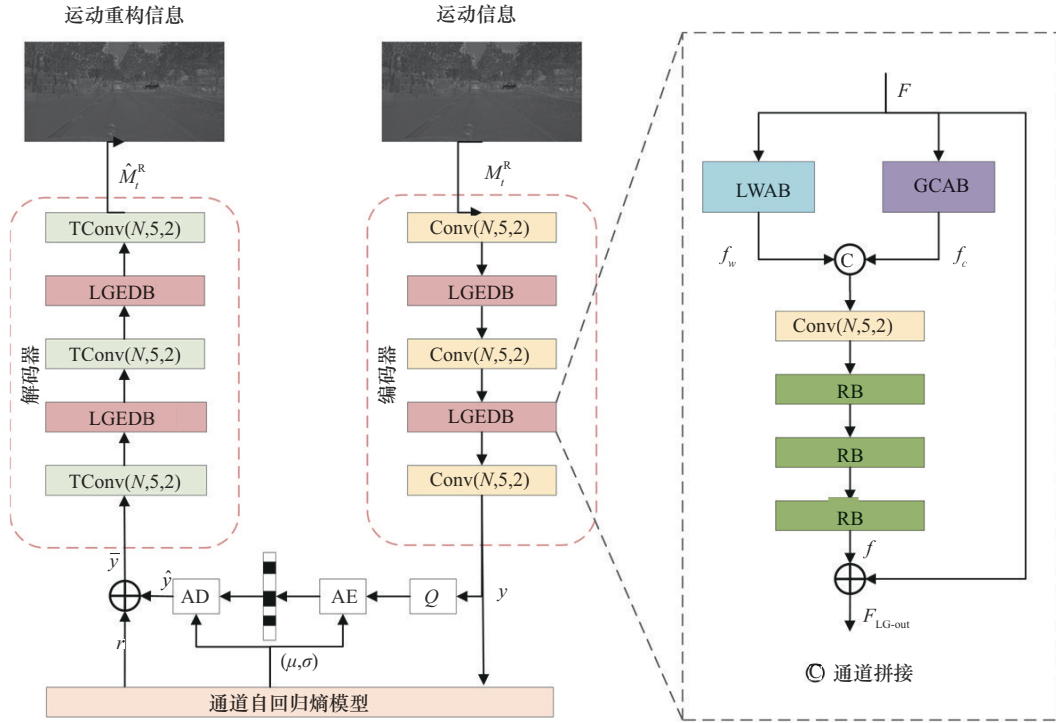 运动重构信息
运动信息
M̂ₜᴿ
Mₜᴿ
解码器
TConv(N,5,2)
LGEDB
TConv(N,5,2)
LGEDB
TConv(N,5,2)
编码器
Conv(N,5,2)
LGEDB
Conv(N,5,2)
LGEDB
Conv(N,5,2)
y̅
ŷ
AD
AE
Q
y
r
(μ,σ)
通道自回归熵模型
F
LWAB
GCAB
f_w
f_c
C
Conv(N,5,2)
RB
RB
RB
f
F_LG-out
© 通道拼接